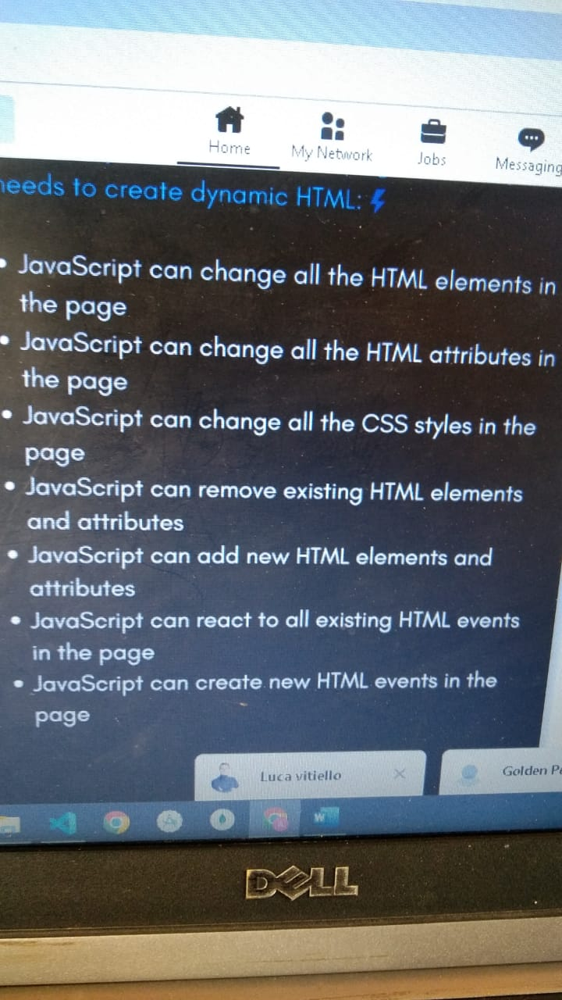 Home
My Network
Jobs
Messaging
needs to create dynamic HTML:
• JavaScript can change all the HTML elements in
the page
• JavaScript can change all the HTML attributes in
the page
• JavaScript can change all the CSS styles in the
page
• JavaScript can remove existing HTML elements
and attributes
• JavaScript can add new HTML elements and
attributes
• JavaScript can react to all existing HTML events
in the page
• JavaScript can create new HTML events in the
page
Luca vitiello
Golden
W
DELL